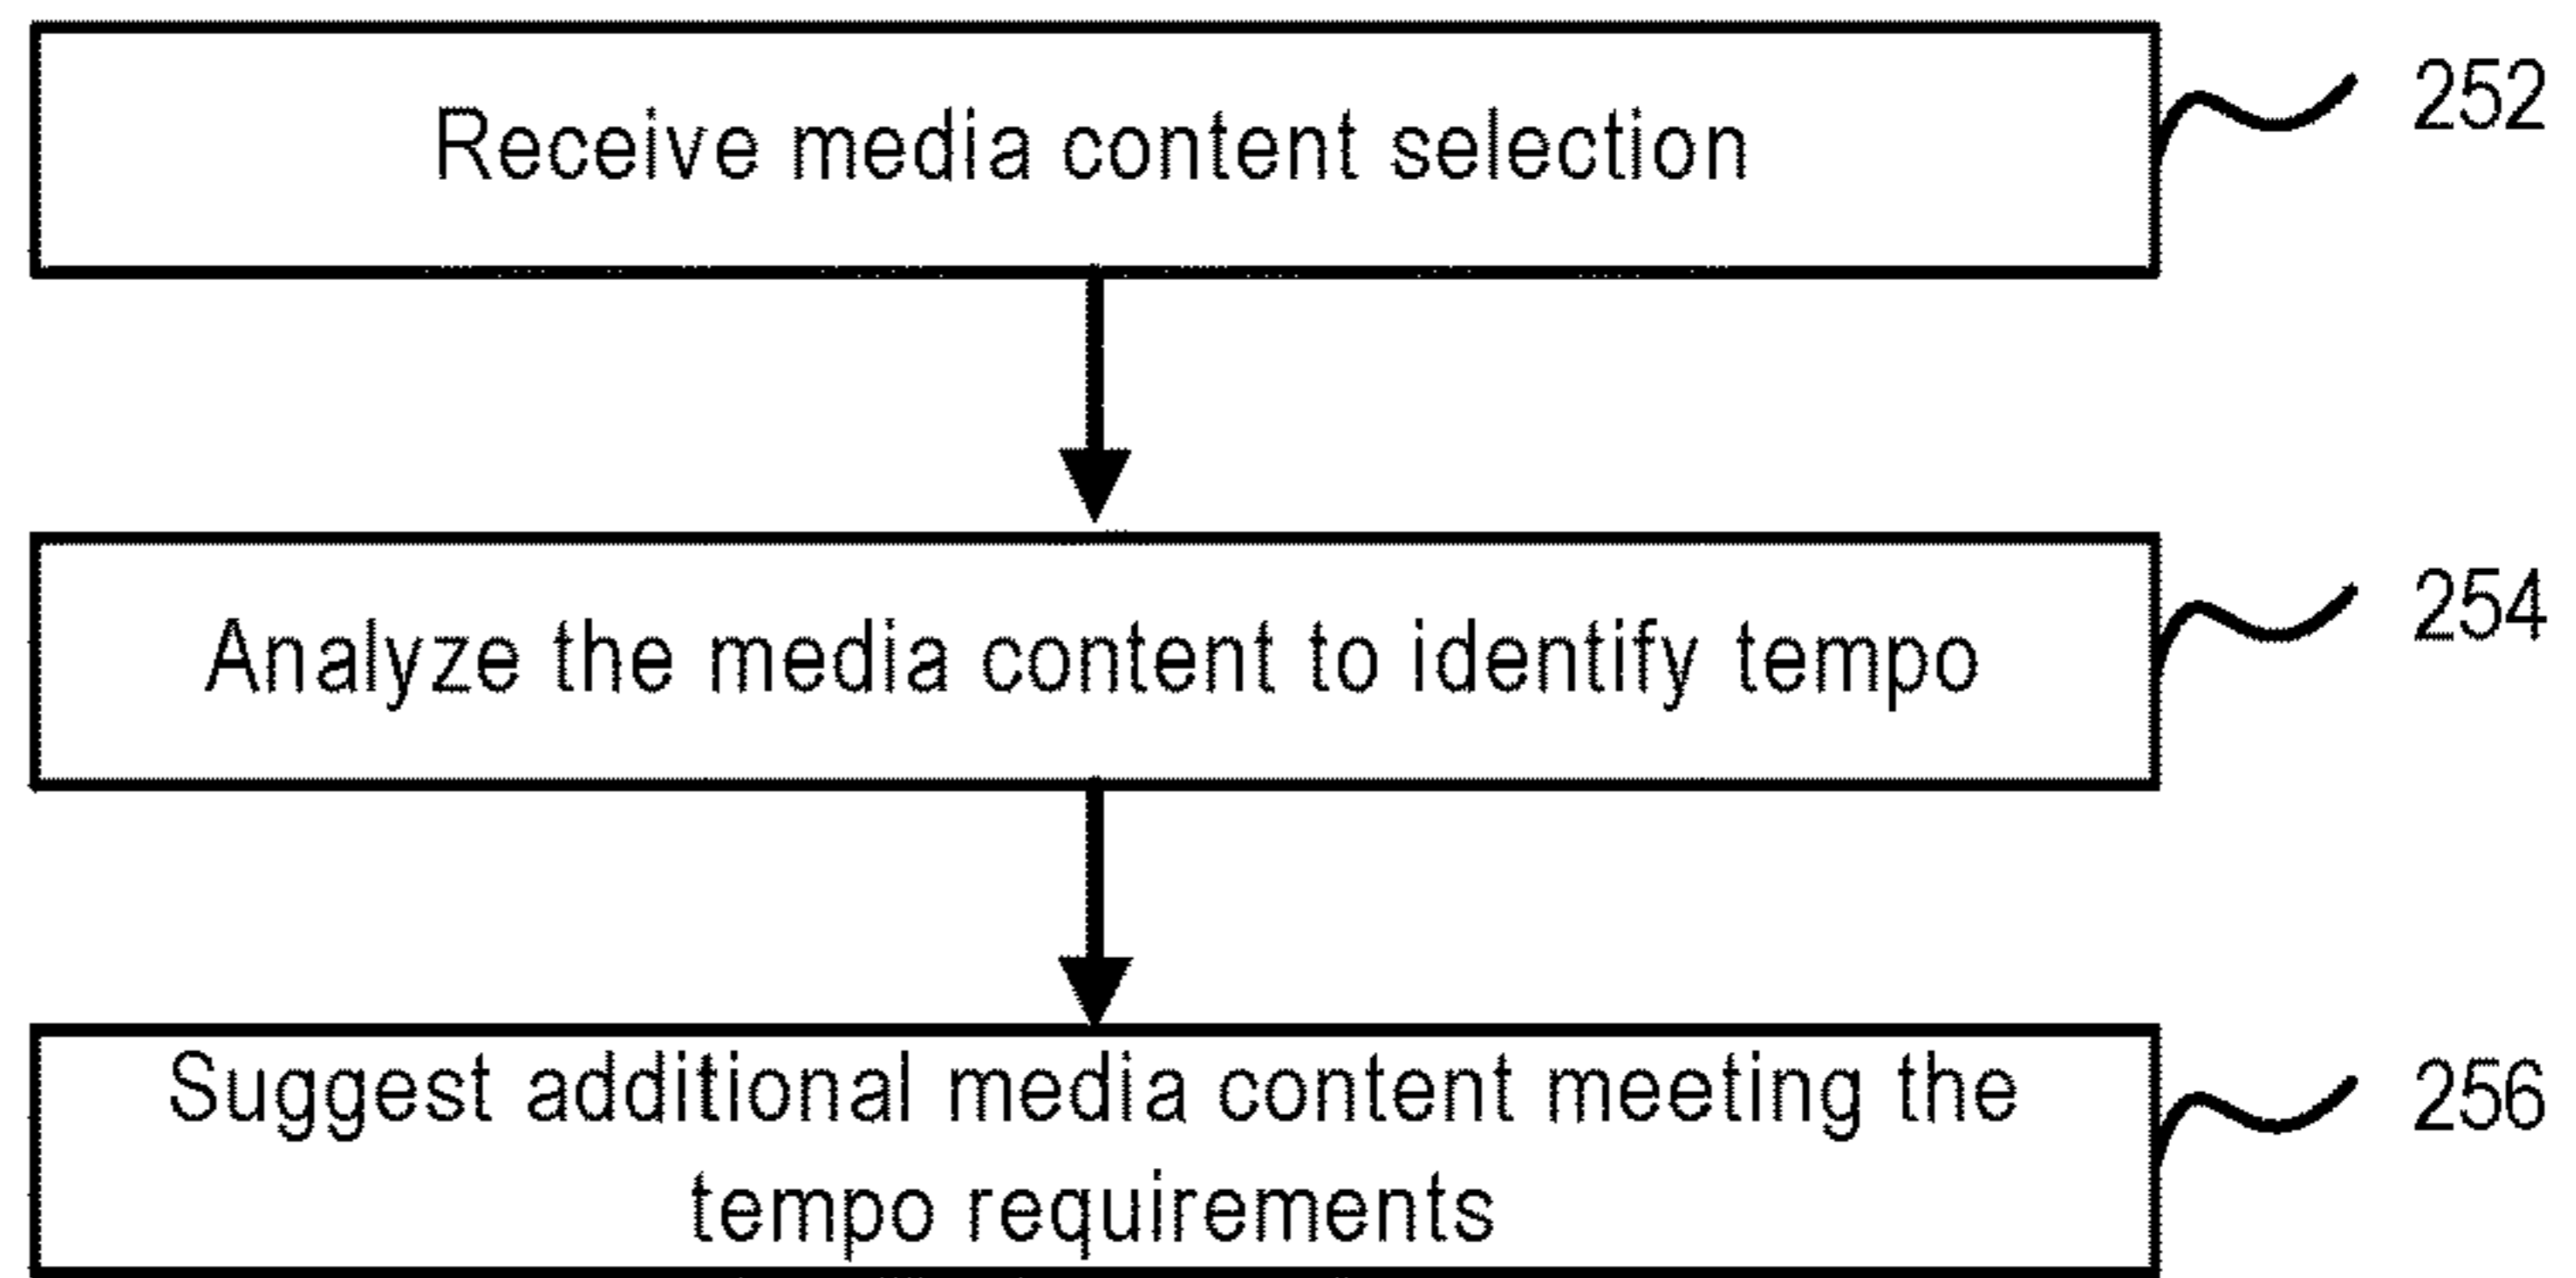 Receive media content selection
252
Analyze the media content to identify tempo
254
Suggest additional media content meeting the
tempo requirements
256